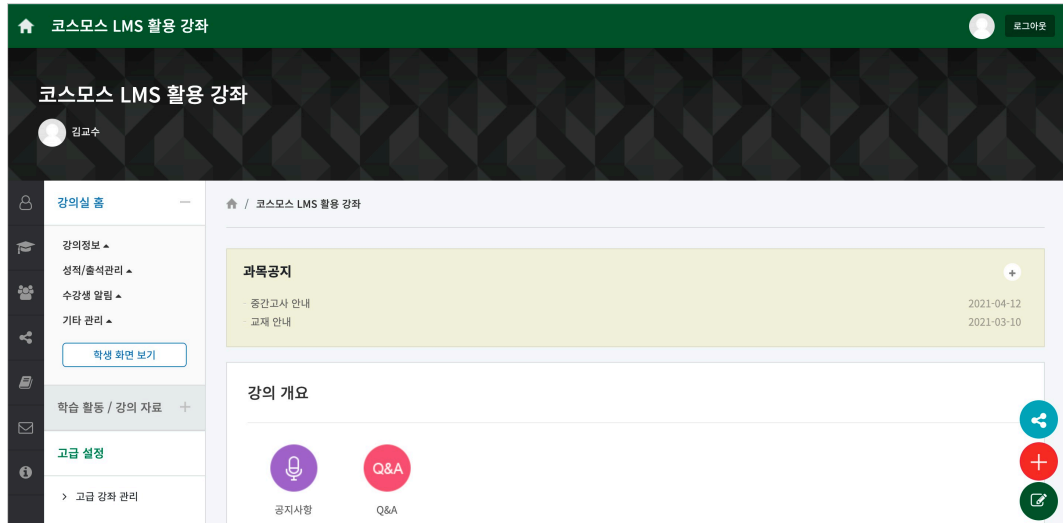 코스모스 LMS 활용 강좌
로그아웃
코스모스 LMS 활용 강좌
김교수
강의실 홈
강의정보
성적/출석관리
수강생 알림
기타 관리
학생 화면 보기
학습 활동 / 강의 자료
고급 설정
고급 강좌 관리
/ 코스모스 LMS 활용 강좌
과목공지
중간고사 안내 2021-04-12
교재 안내 2021-03-10
강의 개요
Q&A
공지사항 Q&A